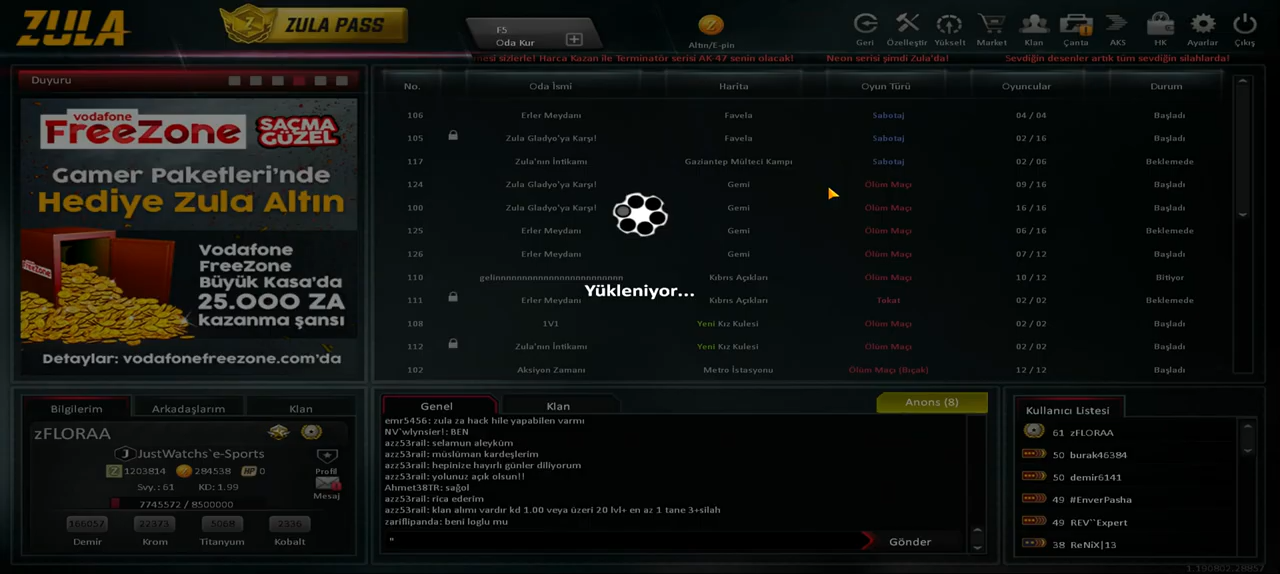 ZULA
ZULA PASS
F5
Oda Kur
Altın/E-pin
Geri
Özelleştir
Yükselt
Market
Klan
Çanta
AKS
HK
Ayarlar
Çıkış
nesi sizlerle! Harca Kazan ile Terminatör serisi AK-47 senin olacak! Neon serisi şimdi Zula'da! Sevdiğin desenler artık tüm sevdiğin silahlarda!
Duyuru
vodafone
FreeZone
SAÇMA
GÜZEL
Gamer Paketleri'nde
Hediye Zula Altın
Vodafone
FreeZone
Büyük Kasa'da
25.000 ZA
kazanma şansı
Detaylar: vodafonefreezone.com'da
No. Oda İsmi Harita Oyun Türü Oyuncular Durum
106 Erler Meydanı Favela Sabotaj 04 / 04 Başladı
105 Zula Gladyo'ya Karşı! Favela Sabotaj 02 / 16 Başladı
117 Zula'nın İntikamı Gaziantep Mülteci Kampı Sabotaj 02 / 06 Beklemede
124 Zula Gladyo'ya Karşı! Gemi Ölüm Maçı 09 / 16 Başladı
100 Zula Gladyo'ya Karşı! Gemi Ölüm Maçı 16 / 16 Başladı
125 Erler Meydanı Gemi Ölüm Maçı 06 / 16 Beklemede
126 Erler Meydanı Gemi Ölüm Maçı 07 / 12 Başladı
110 gelinnnnnnnnnnnnnnnnnnnnnnn Kıbrıs Açıkları Ölüm Maçı 10 / 12 Bitiyor
111 Erler Meydanı Kıbrıs Açıkları Tokat 02 / 02 Beklemede
108 1V1 Yeni Kız Kulesi Ölüm Maçı 02 / 02 Başladı
112 Zula'nın İntikamı Yeni Kız Kulesi Ölüm Maçı 02 / 02 Başladı
102 Aksiyon Zamanı Metro İstasyonu Ölüm Maçı (Bıçak) 12 / 12 Başladı
Yükleniyor...
Bilgilerim Arkadaşlarım Klan
zFLORAA
JustWatchs`e-Sports
1203814 284538 HP 0
Svy. : 61 KD: 1.99
7745572 / 8500000
Profil
Mesaj
166057 22373 5068 2336
Demir Krom Titanyum Kobalt
Genel Klan
Anons (8)
emr5456: zula za hack hile yapabilen varmı
NV'wlynsier!: BEN
azz53rail: selamun aleyküm
azz53rail: müslüman kardeşlerim
azz53rail: hepinize hayırlı günler diliyorum
azz53rail: yolunuz açık olsun!!
Ahmet38TR: sağol
azz53rail: rica ederim
azz53rail: klan alımı vardır kd 1.00 veya üzeri 20 lvl+ en az 1 tane 3+silah
zariflipanda: beni loglu mu
"
Gönder
Kullanıcı Listesi
61 zFLORAA
50 burak46384
50 demir6141
49 #EnverPasha
49 REV``Expert
38 ReNiX|13
1.190802.28857